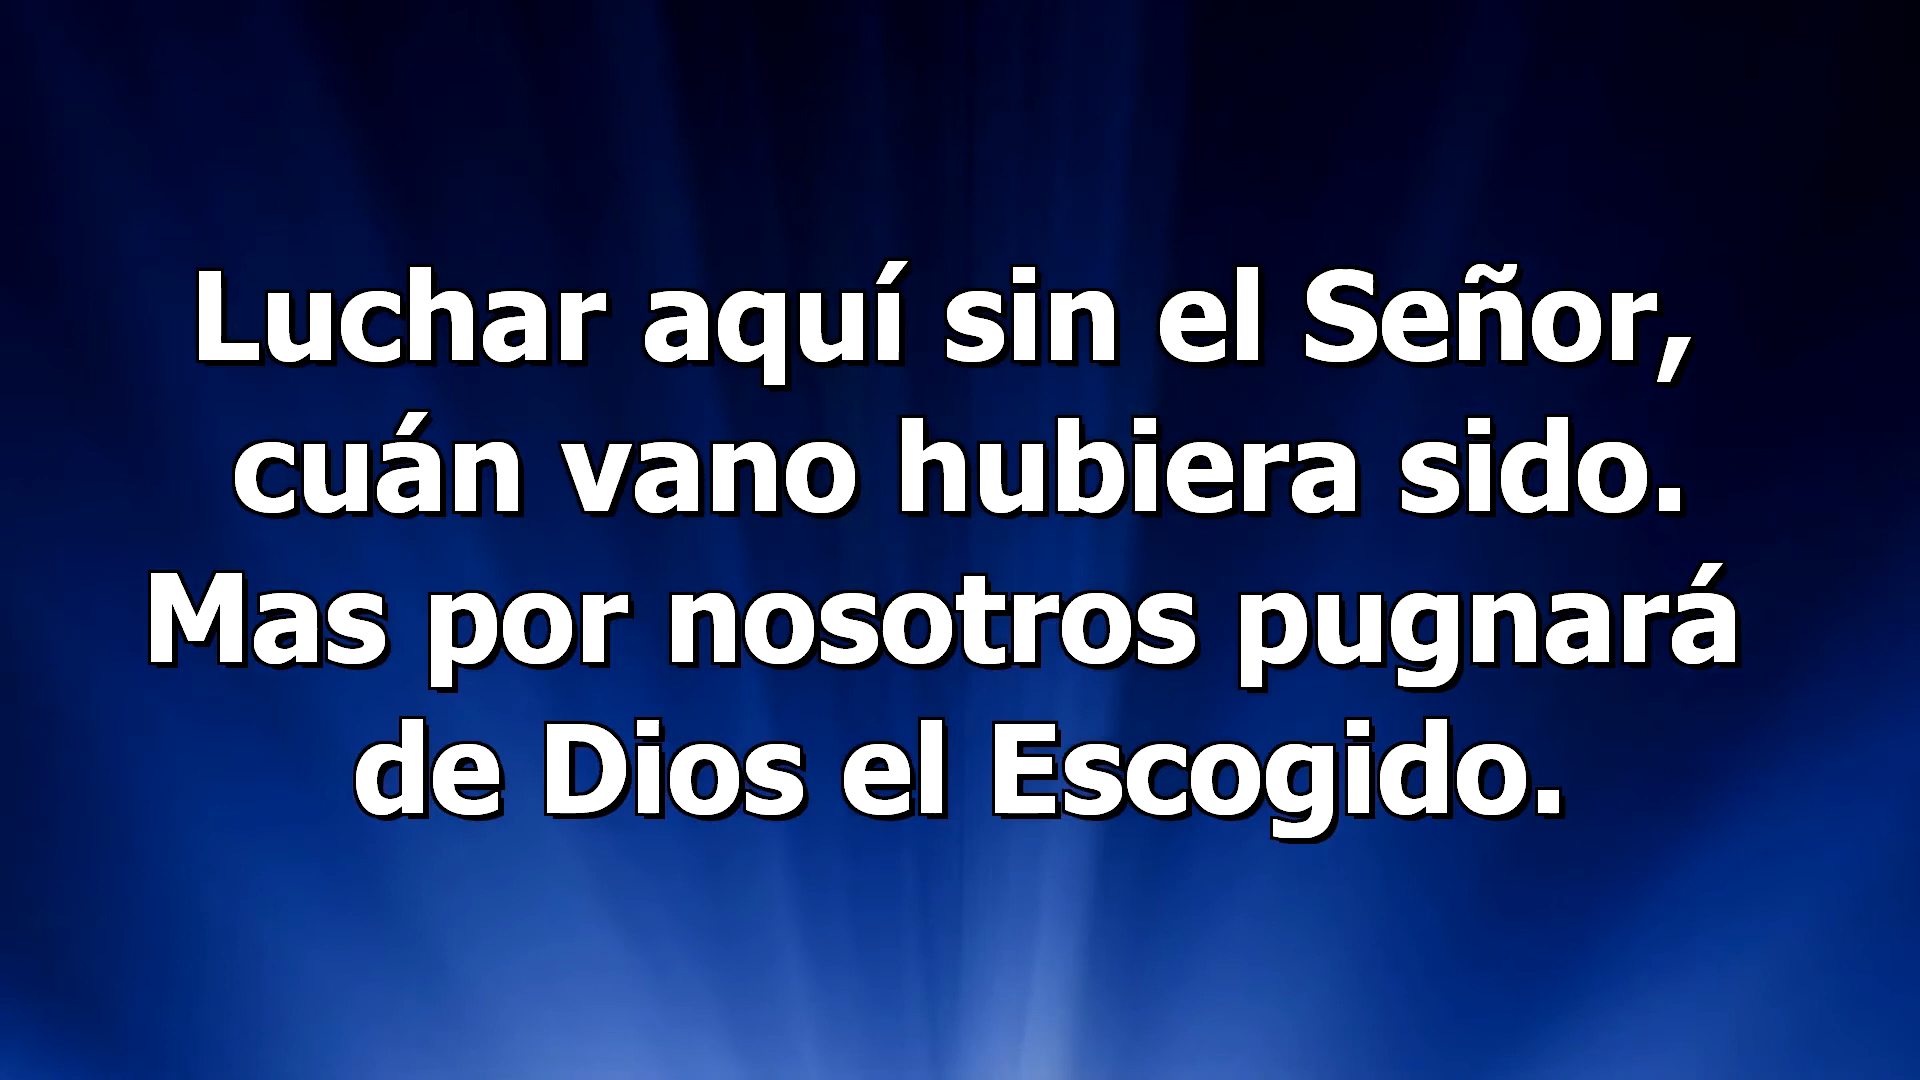 Luchar aquí sin el Señor,
cuán vano hubiera sido.
Mas por nosotros pugnará
de Dios el Escogido.